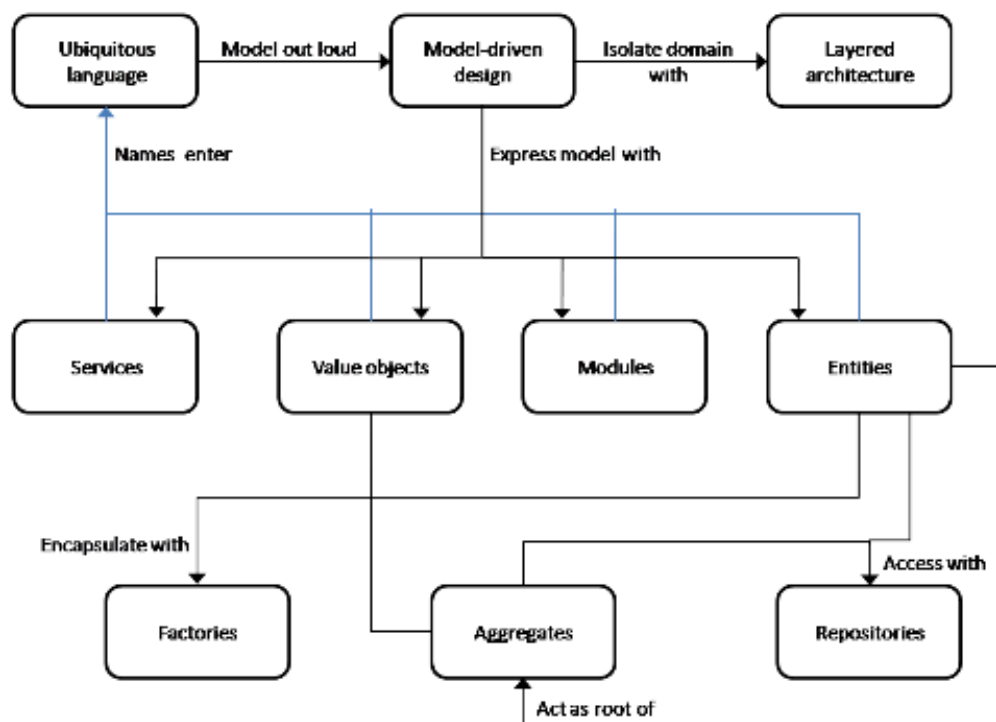 Ubiquitous
language
Model out loud
Model-driven
design
Isolate domain
with
Layered
architecture
Names enter
Express model with
Services
Value objects
Modules
Entities
Encapsulate with
Access with
Factories
Aggregates
Repositories
Act as root of